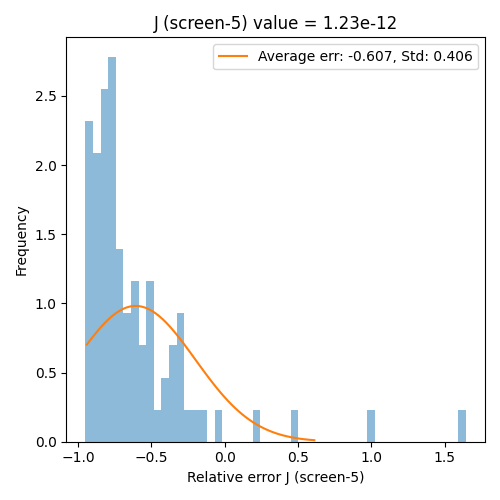 J (screen-5) value = 1.23e-12
Average err: -0.607, Std: 0.406
Frequency
2.5
2.0
1.5
1.0
0.5
0.0
−1.0 −0.5 0.0 0.5 1.0 1.5
Relative error J (screen-5)